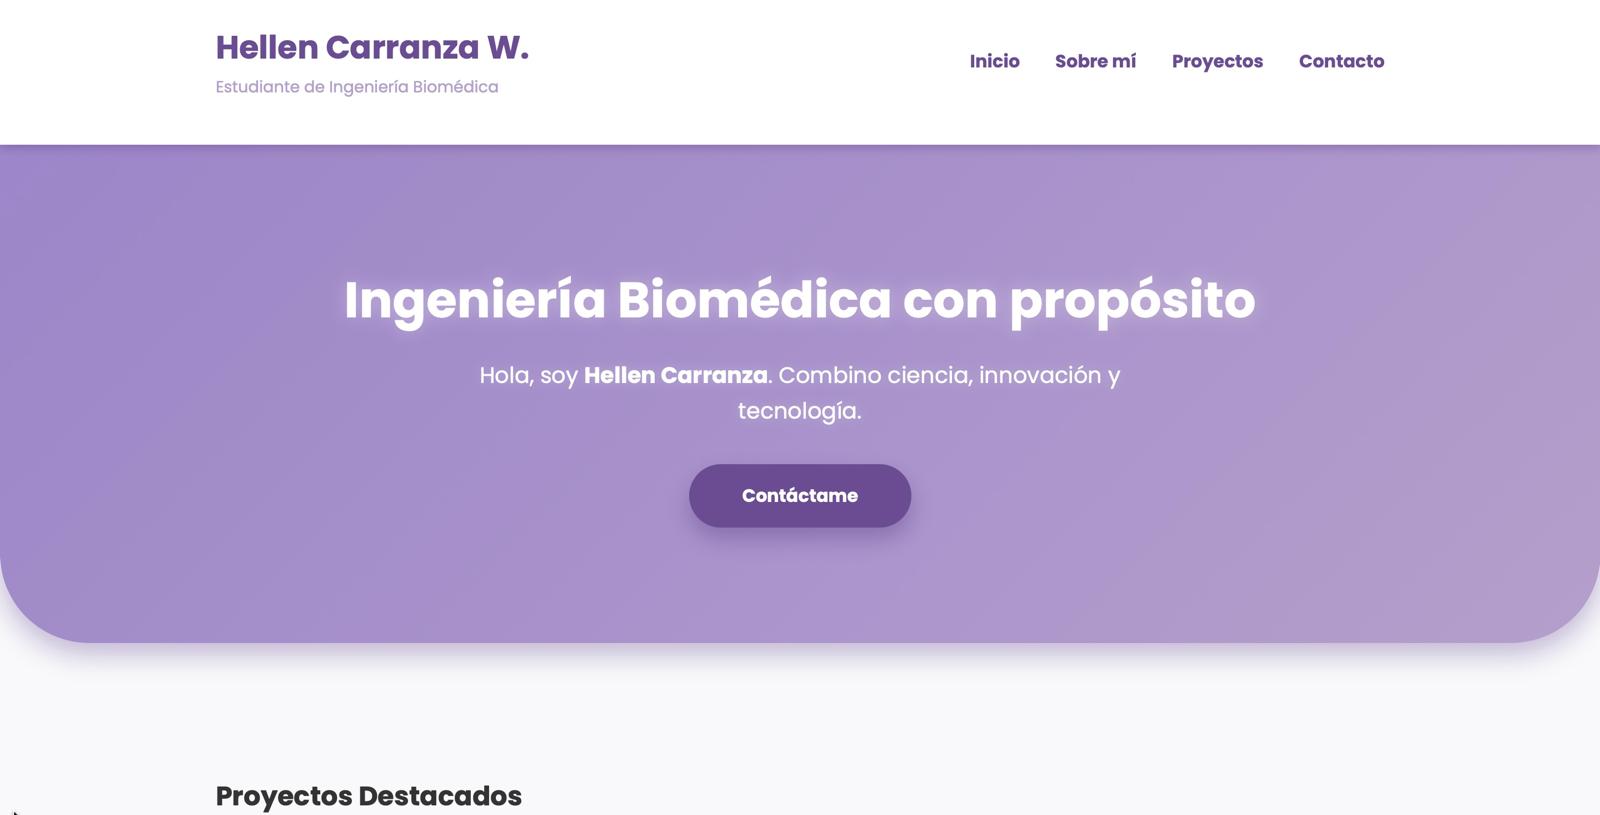 Hellen Carranza W.
Estudiante de Ingeniería Biomédica
Inicio Sobre mí Proyectos Contacto
Ingeniería Biomédica con propósito
Hola, soy Hellen Carranza. Combino ciencia, innovación y
tecnología.
Contáctame
Proyectos Destacados